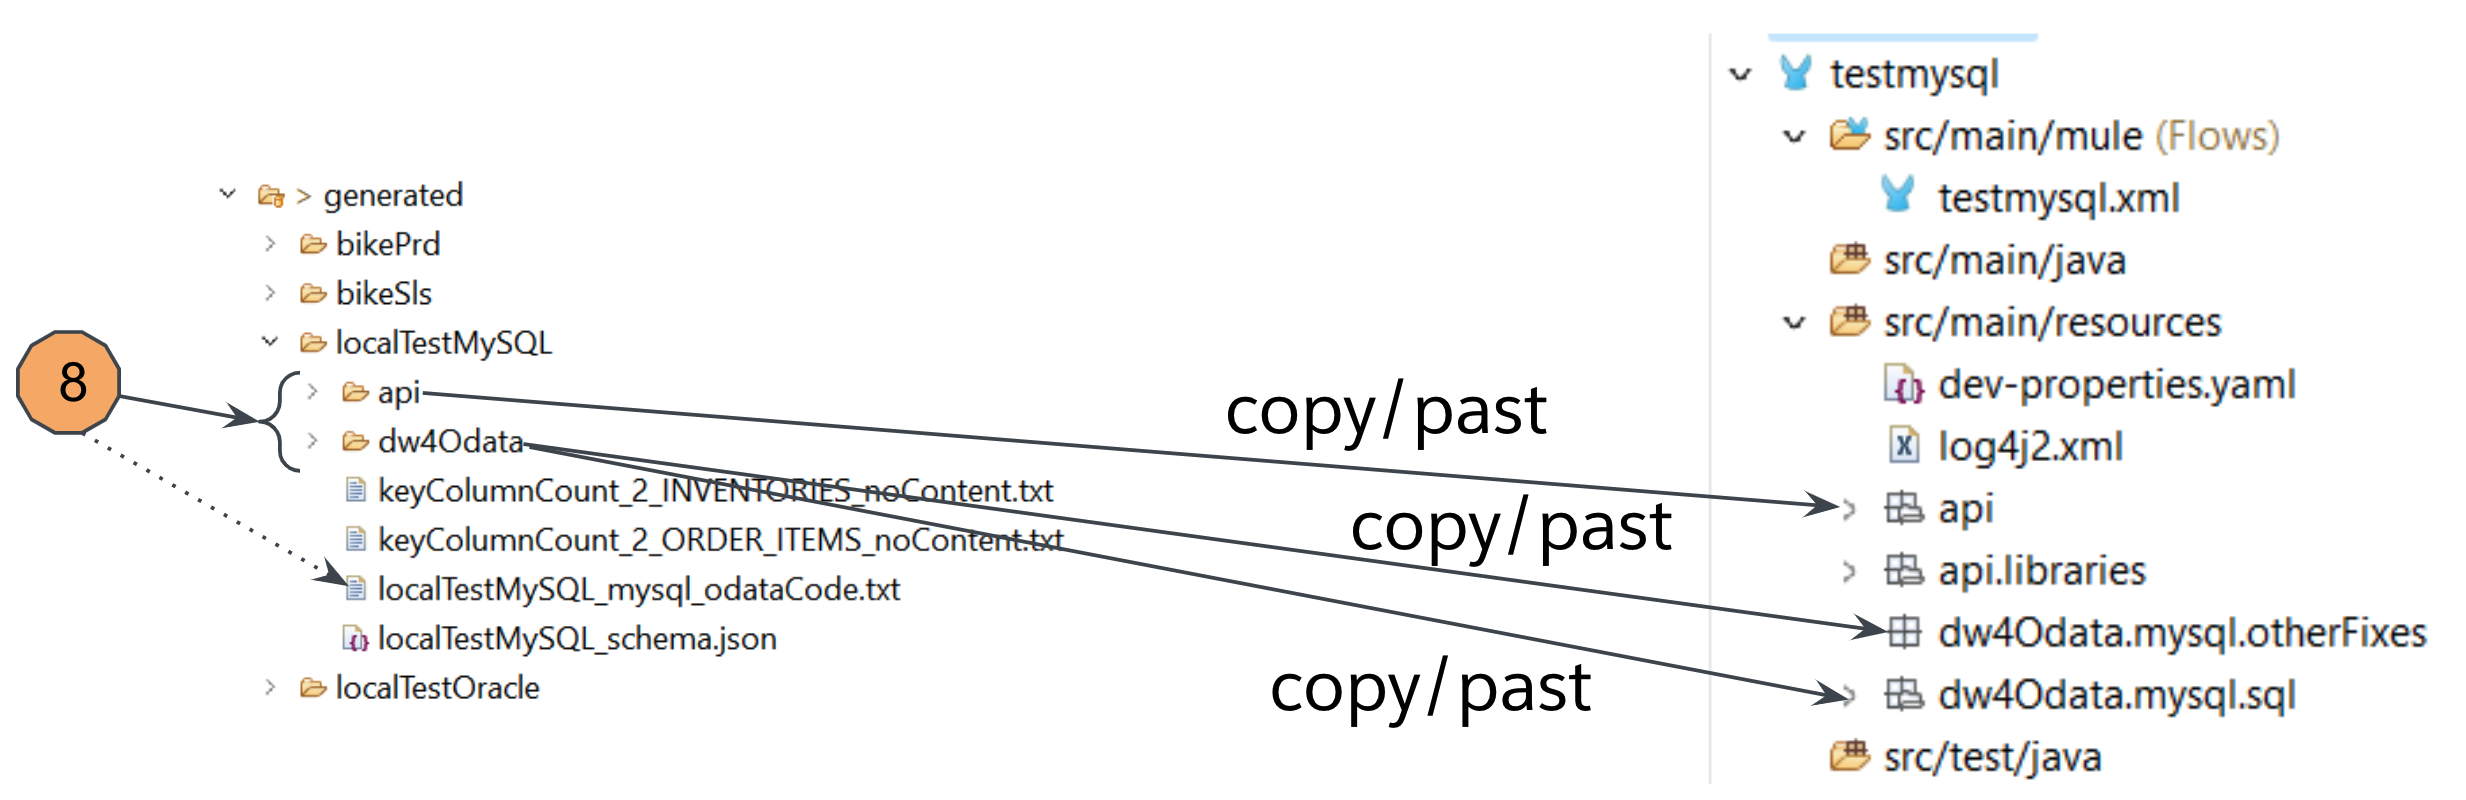 > generated
bikePrd
bikeSls
localTestMySQL
8
api
dw4Odata
keyColumnCount_2_INVENTORIES_noContent.txt
keyColumnCount_2_ORDER_ITEMS_noContent.txt
localTestMySQL_mysql_odataCode.txt
localTestMySQL_schema.json
localTestOracle
copy/past
copy/past
copy/past
testmysql
src/main/mule (Flows)
testmysql.xml
src/main/java
src/main/resources
dev-properties.yaml
log4j2.xml
api
api.libraries
dw4Odata.mysql.otherFixes
dw4Odata.mysql.sql
src/test/java